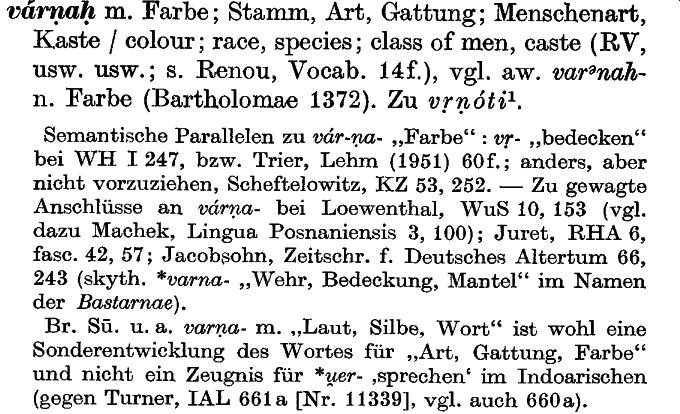 várṇaḥ m. Farbe; Stamm, Art, Gattung; Menschenart,
Kaste / colour; race, species; class of men, caste (RV,
usw. usw.; s. Renou, Vocab. 14f.), vgl. aw. varᵊnah-
n. Farbe (Bartholomae 1372). Zu vṛṇóti¹.
Semantische Parallelen zu vár-ṇa- „Farbe“ : vṛ- „bedecken“
bei WH I 247, bzw. Trier, Lehm (1951) 60f.; anders, aber
nicht vorzuziehen, Scheftelowitz, KZ 53, 252. — Zu gewagte
Anschlüsse an várṇa- bei Loewenthal, WuS 10, 153 (vgl.
dazu Machek, Lingua Posnaniensis 3, 100); Juret, RHA 6,
fasc. 42, 57; Jacobsohn, Zeitschr. f. Deutsches Altertum 66,
243 (skyth. *varna- „Wehr, Bedeckung, Mantel“ im Namen
der Bastarnae).
Br. Sū. u. a. varṇa- m. „Laut, Silbe, Wort“ ist wohl eine
Sonderentwicklung des Wortes für „Art, Gattung, Farbe“
und nicht ein Zeugnis für *u̯er- ‚sprechen‘ im Indoarischen
(gegen Turner, IAL 661a [Nr. 11339], vgl. auch 660a).